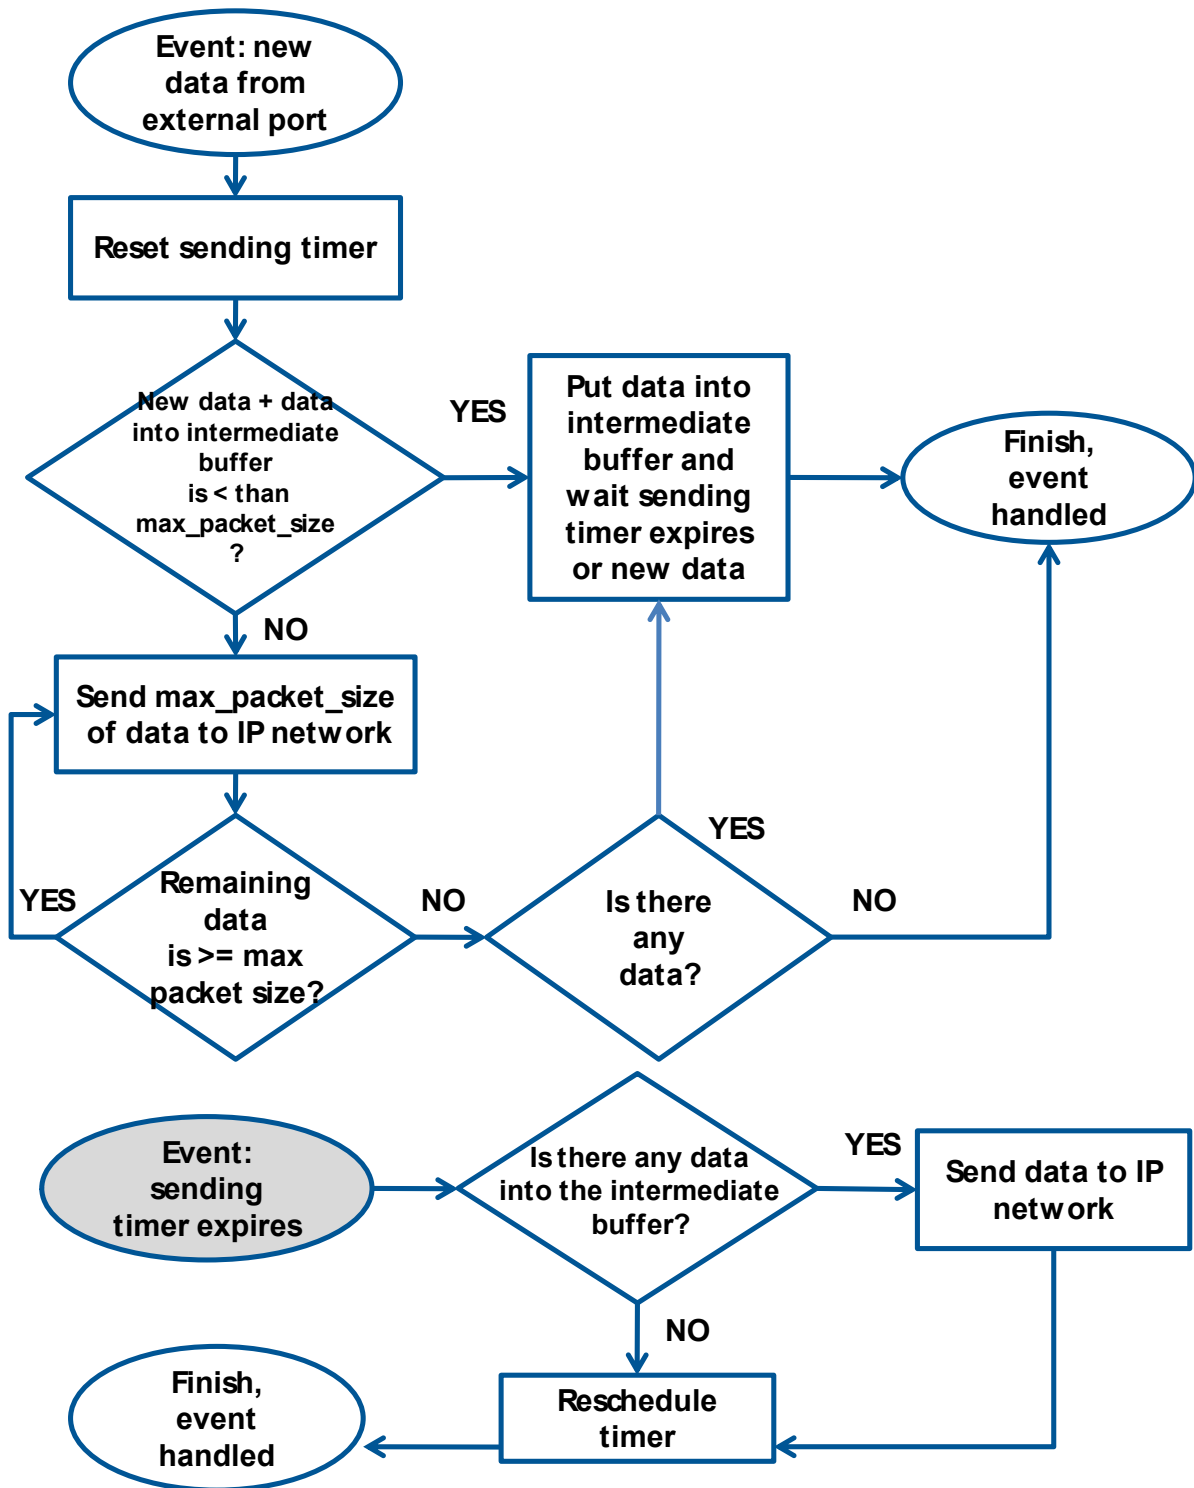 Event: new
data from
external port
Reset sending timer
New data + data
into intermediate
buffer
is < than
max_packet_size
?
YES
Put data into
intermediate
buffer and
wait sending
timer expires
or new data
Finish,
event
handled
NO
Send max_packet_size
of data to IP network
YES
Remaining
data
is >= max
packet size?
NO
YES
Is there
any
data?
NO
Event:
sending
timer expires
Is there any data
into the intermediate
buffer?
YES
Send data to IP
network
NO
Reschedule
timer
Finish,
event
handled